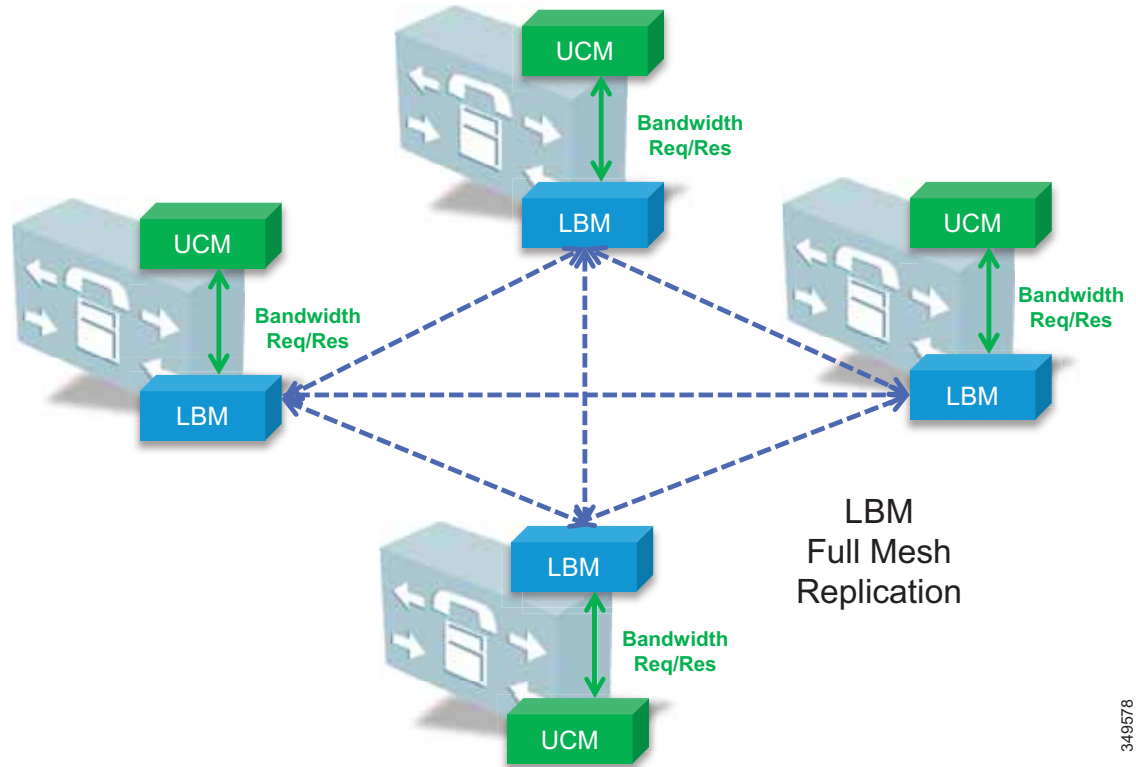 UCM
Bandwidth
Req/Res
LBM
UCM
Bandwidth
Req/Res
LBM
UCM
Bandwidth
Req/Res
LBM
LBM
Bandwidth
Req/Res
UCM
LBM
Full Mesh
Replication
349578